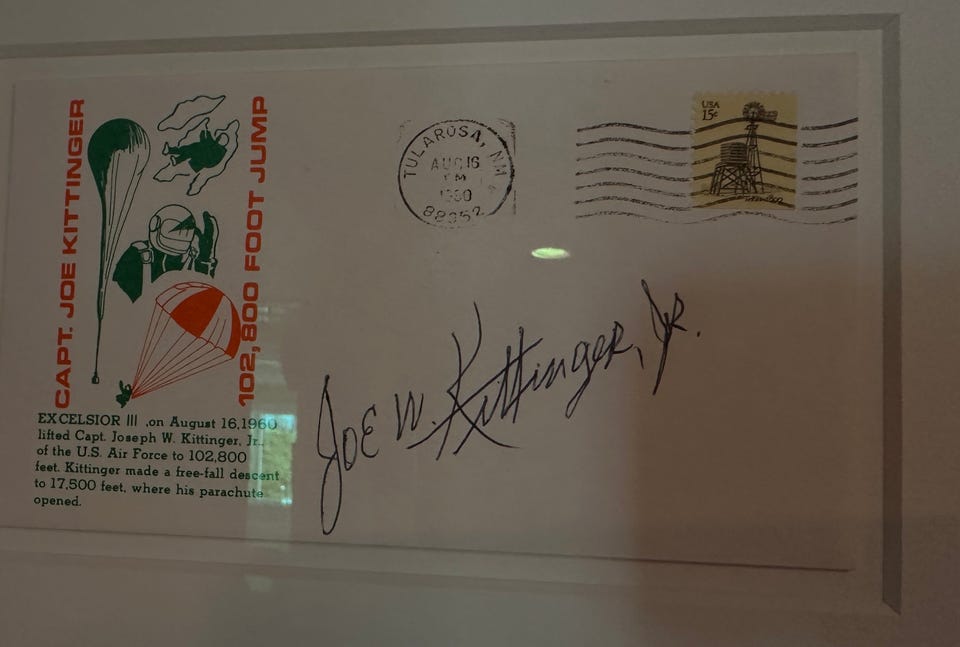 CAPT. JOE KITTINGER
102,800 FOOT JUMP
EXCELSIOR III ,on August 16,1960
lifted Capt. Joseph W. Kittinger, Jr.,
of the U.S. Air Force to 102,800
feet. Kittinger made a free-fall descent
to 17,500 feet, where his parachute
opened.
TULAROSA, NM
AUG 16
PM
1980
88352
USA
15c
Joe W. Kittinger, Jr.